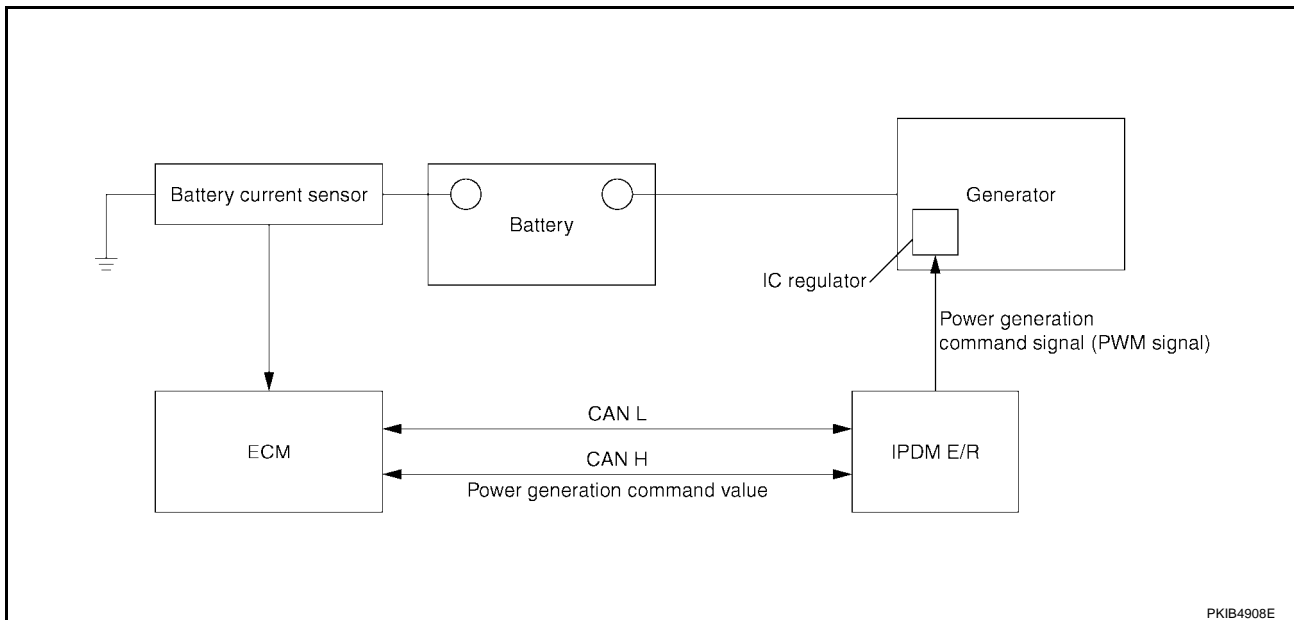 Battery current sensor
Battery
Generator
IC regulator
Power generation
command signal (PWM signal)
ECM
CAN L
CAN H
Power generation command value
IPDM E/R
PKIB4908E